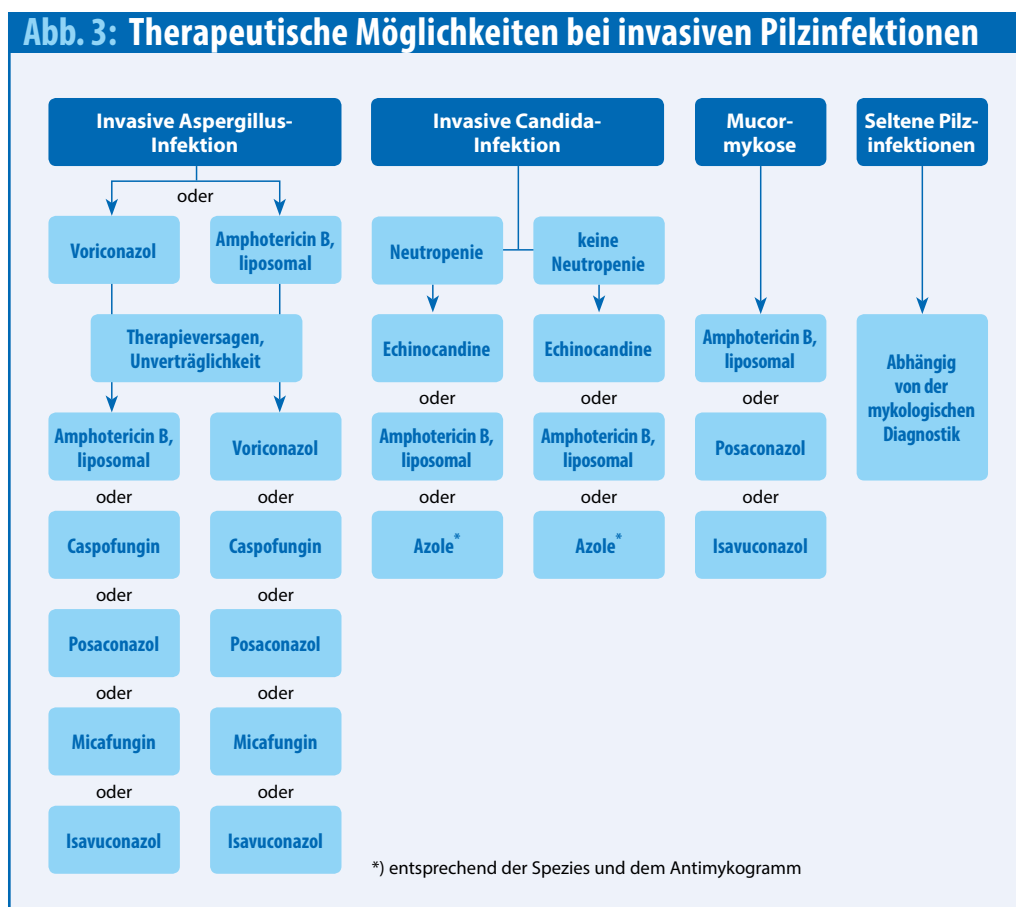 Abb. 3: Therapeutische Möglichkeiten bei invasiven Pilzinfektionen
Invasive Aspergillus-
Infektion
oder
Voriconazol
Amphotericin B,
liposomal
Therapieversagen,
Unverträglichkeit
Amphotericin B,
liposomal
oder
Caspofungin
oder
Posaconazol
oder
Micafungin
oder
Isavuconazol
Voriconazol
oder
Caspofungin
oder
Posaconazol
oder
Micafungin
oder
Isavuconazol
Invasive Candida-
Infektion
Neutropenie
Echinocandine
oder
Amphotericin B,
liposomal
oder
Azole*
keine
Neutropenie
Echinocandine
oder
Amphotericin B,
liposomal
oder
Azole*
Mucor-
mykose
Amphotericin B,
liposomal
oder
Posaconazol
oder
Isavuconazol
Seltene Pilz-
infektionen
Abhängig
von der
mykologischen
Diagnostik
*) entsprechend der Spezies und dem Antimykogramm